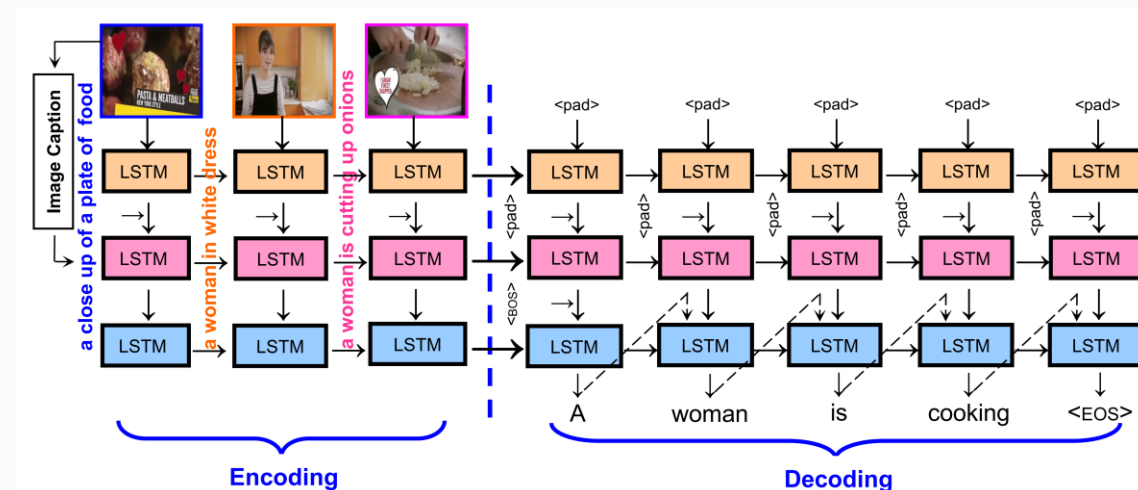 Image Caption
a close up of a plate of food
a woman in white dress
a woman is cutting up onions
PASTA & MEATBALLS
NEW YORK STYLE
<pad> <pad> <pad> <pad> <pad>
LSTM LSTM LSTM LSTM LSTM LSTM LSTM LSTM
<pad> <pad> <pad> <pad> <pad>
LSTM LSTM LSTM LSTM LSTM LSTM LSTM LSTM
<BOS>
LSTM LSTM LSTM LSTM LSTM LSTM LSTM LSTM
A woman is cooking <EOS>
Encoding Decoding